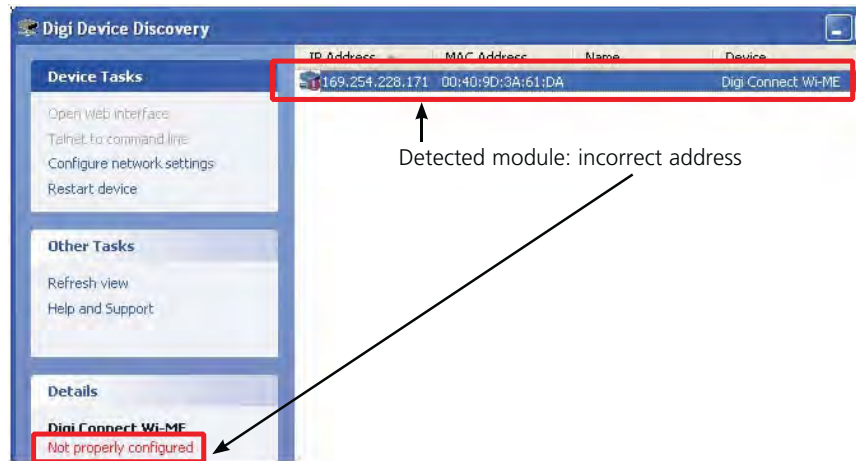 Digi Device Discovery
IP Address MAC Address Name Device
Device Tasks
169.254.228.171 00:40:9D:3A:61:DA Digi Connect Wi-ME
Open web interface
Telnet to command line
Configure network settings
Restart device
Detected module: incorrect address
Other Tasks
Refresh view
Help and Support
Details
Digi Connect Wi-ME
Not properly configured